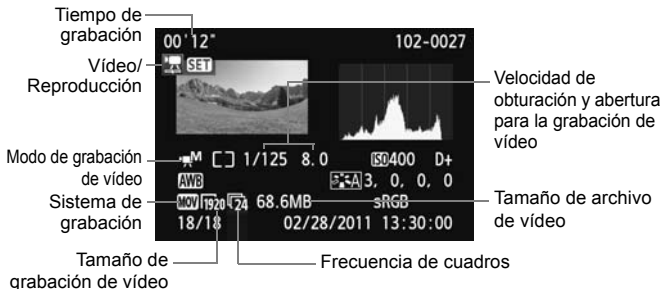 Tiempo de
grabación
00'12"
102-0027
Vídeo/
Reproducción
SET
Velocidad de
obturación y abertura
para la grabación de
vídeo
Modo de grabación
de vídeo
M
1/125 8.0
ISO400 D+
AWB
A 3, 0, 0, 0
Sistema de
grabación
MOV 1920 24 68.6MB sRGB
Tamaño de archivo
de vídeo
18/18 02/28/2011 13:30:00
Tamaño de
grabación de vídeo
Frecuencia de cuadros